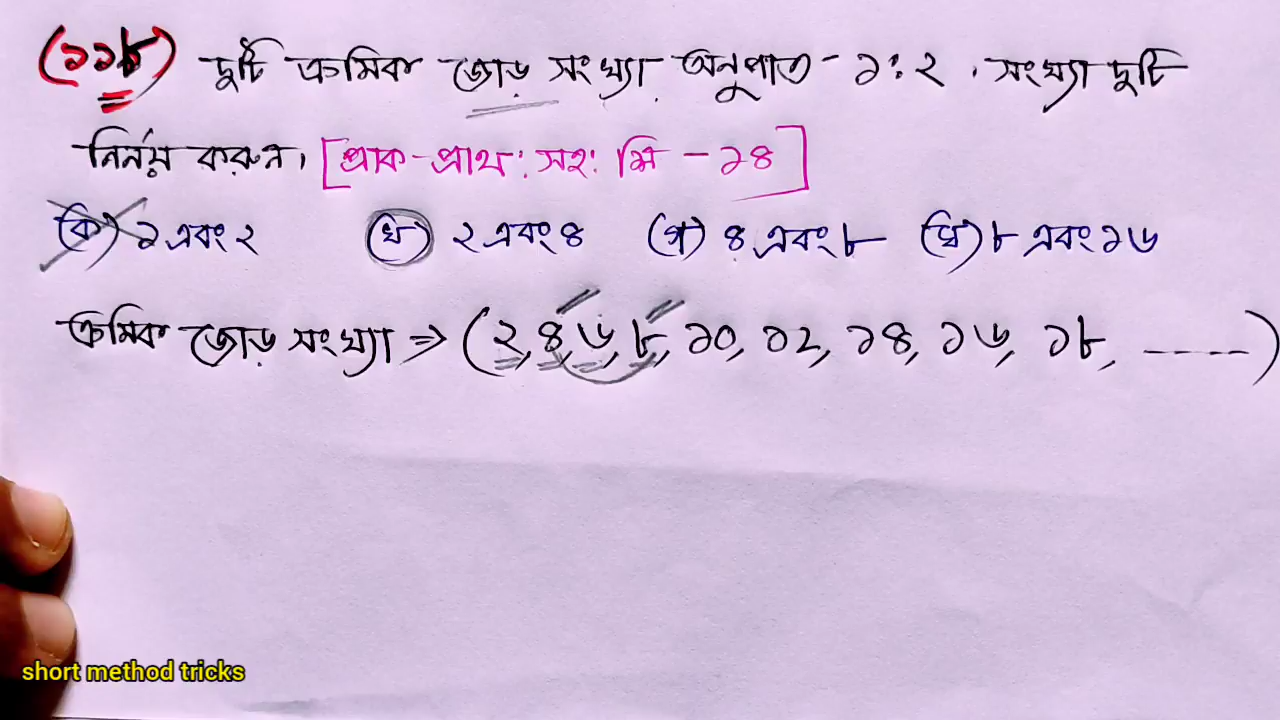 (১১৮) দুটি ক্রমিক জোড় সংখ্যা অনুপাত - ১ : ২ . সংখ্যা দুটি
নির্নয় করুন। [প্রাক-প্রাথ: সহ: শি - ১৪]
(ক) ১ এবং ২ (খ) ২ এবং ৪ (গ) ৪ এবং ৮ (ঘ) ৮ এবং ১৬
ক্রমিক জোড় সংখ্যা ⇒ (২, ৪, ৬, ৮, ১০, ১২, ১৪, ১৬, ১৮, -----)
short method tricks